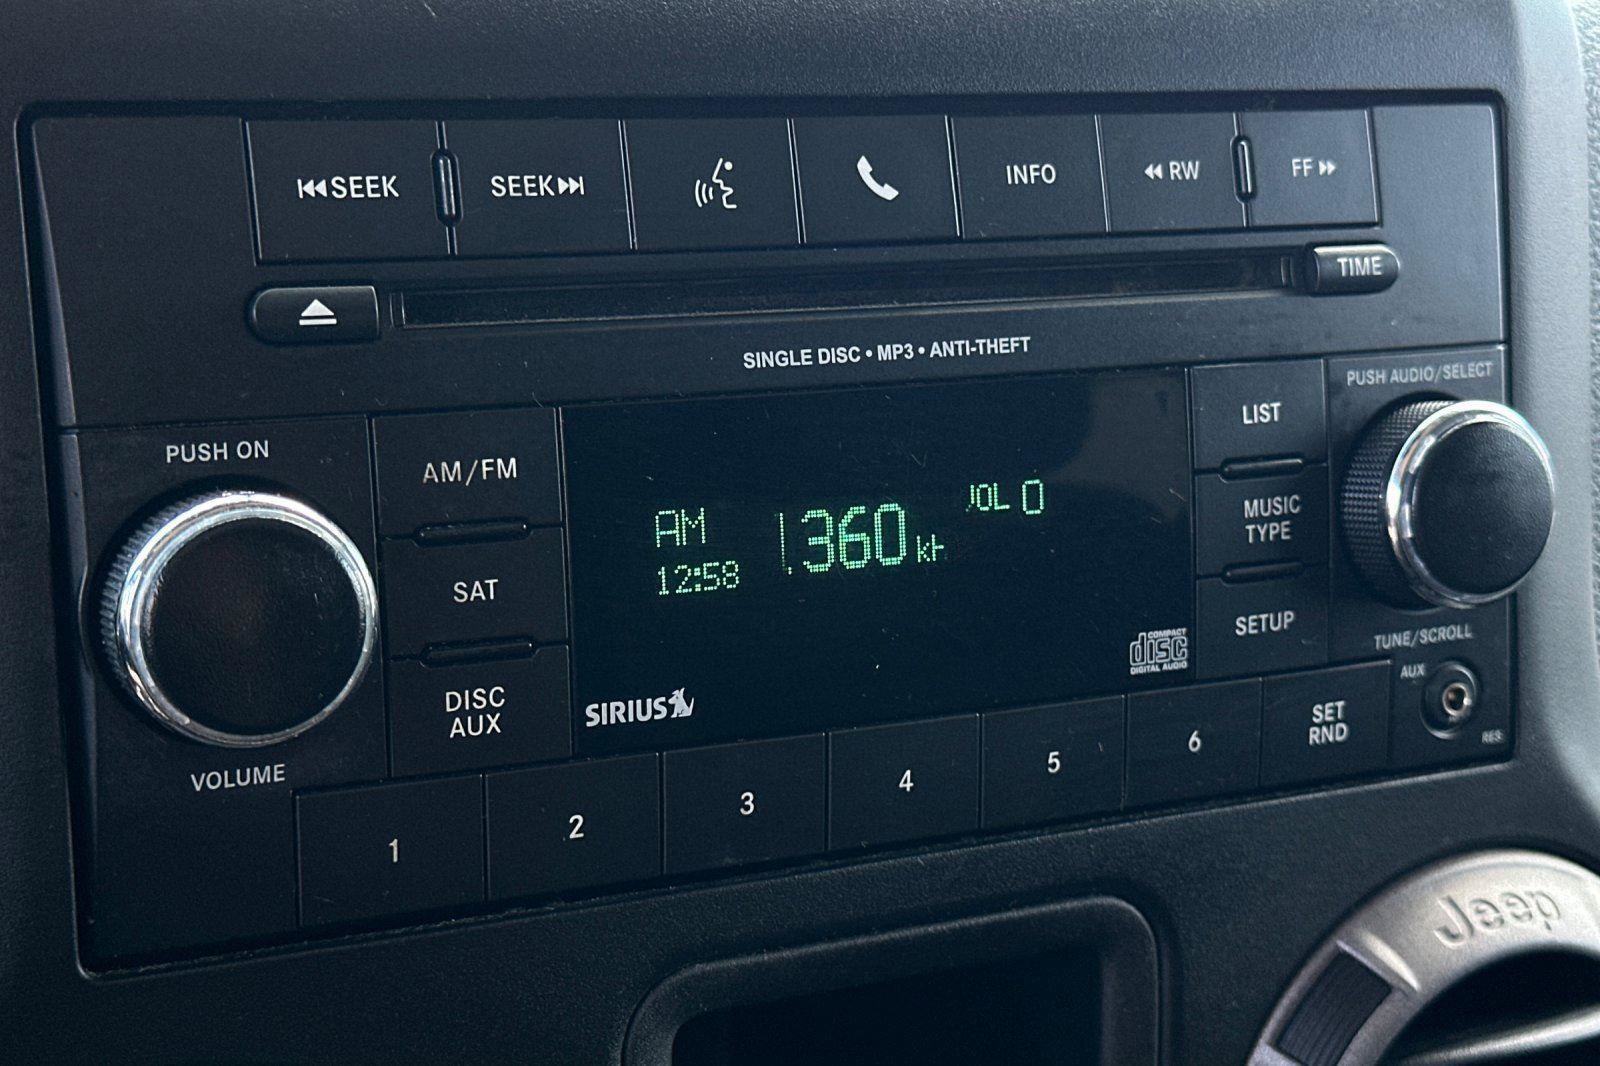 SEEK
SEEK
INFO
RW
FF
TIME
SINGLE DISC • MP3 • ANTI-THEFT
PUSH AUDIO/SELECT
PUSH ON
AM/FM
LIST
AM
1360 kH
VOL 0
MUSIC
TYPE
12:58
SAT
SETUP
TUNE/SCROLL
COMPACT
disc
DIGITAL AUDIO
AUX
DISC
AUX
SIRIUS
SET
RND
RES
VOLUME
1
2
3
4
5
6
Jeep